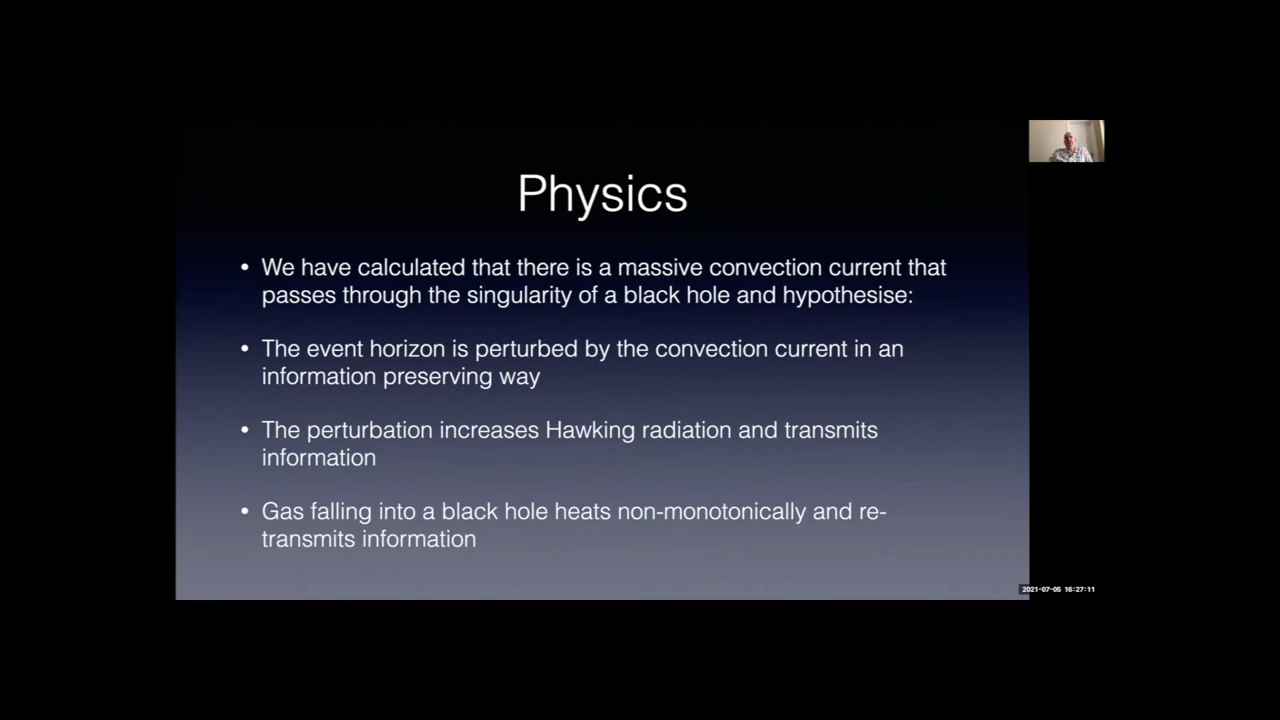 Physics
• We have calculated that there is a massive convection current that
passes through the singularity of a black hole and hypothesise:
• The event horizon is perturbed by the convection current in an
information preserving way
• The perturbation increases Hawking radiation and transmits
information
• Gas falling into a black hole heats non-monotonically and re-
transmits information
2021-07-05 16:27:11